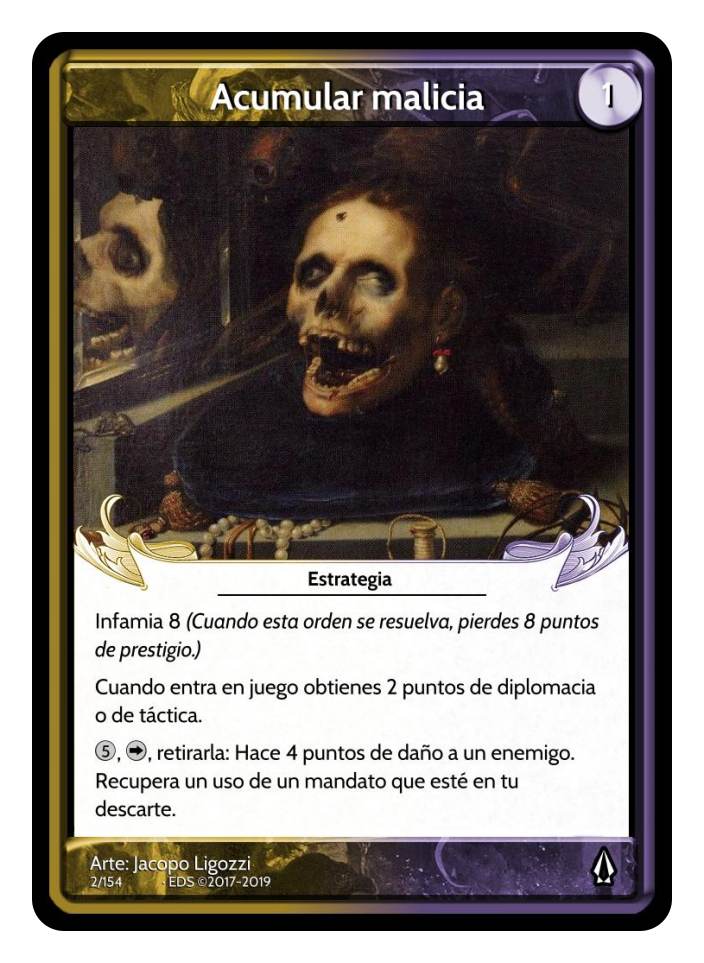 Acumular malicia
1
Estrategia
Infamia 8 (Cuando esta orden se resuelva, pierdes 8 puntos
de prestigio.)
Cuando entra en juego obtienes 2 puntos de diplomacia
o de táctica.
5, ➡, retirarla: Hace 4 puntos de daño a un enemigo.
Recupera un uso de un mandato que esté en tu
descarte.
Arte: Jacopo Ligozzi
2/154 · EDS ©2017-2019